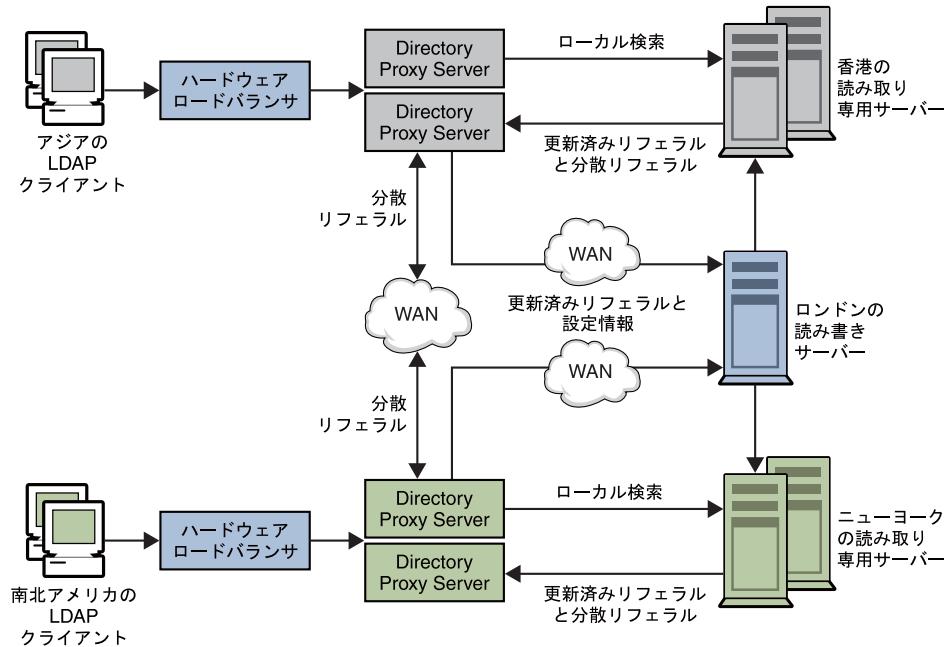 アジアの
LDAP
クライアント
ハードウェア
ロードバランサ
Directory
Proxy Server
Directory
Proxy Server
ローカル検索
更新済みリフェラル
と分散リフェラル
香港の
読み取り
専用サーバー
分散
リフェラル
WAN
WAN
更新済みリフェラルと
設定情報
WAN
ロンドンの
読み書き
サーバー
分散
リフェラル
南北アメリカの
LDAP
クライアント
ハードウェア
ロードバランサ
Directory
Proxy Server
Directory
Proxy Server
ローカル検索
更新済みリフェラル
と分散リフェラル
ニューヨーク
の読み取り
専用サーバー